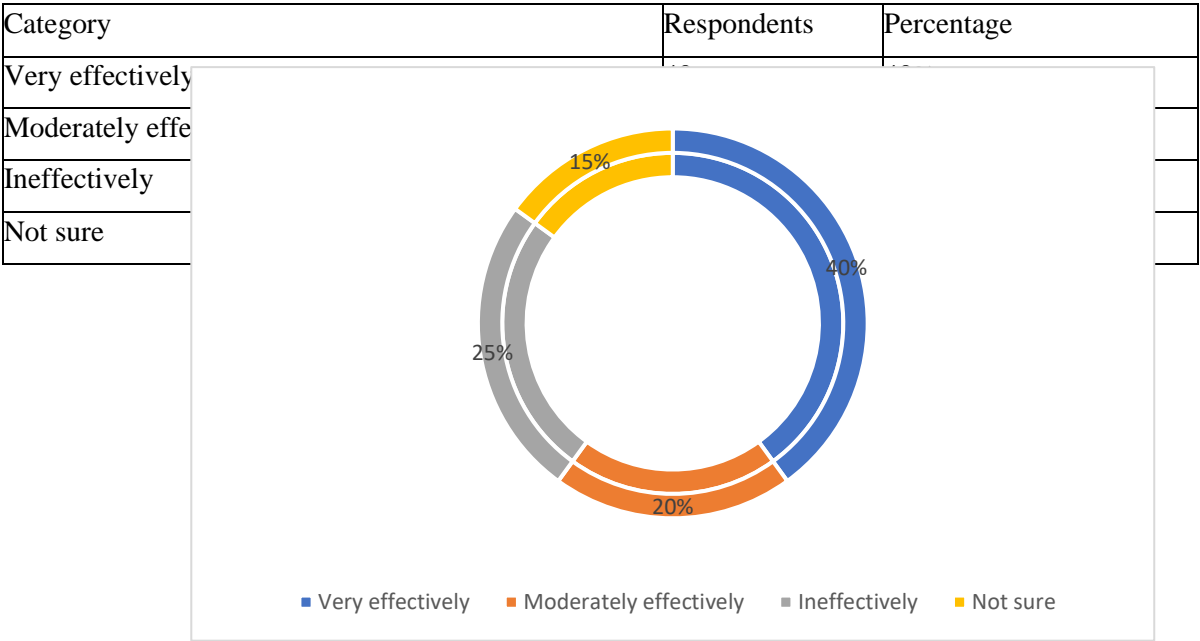 Category Respondents Percentage
Very effectively
Moderately effe
Ineffectively
Not sure
15%
40%
25%
20%
Very effectively Moderately effectively Ineffectively Not sure